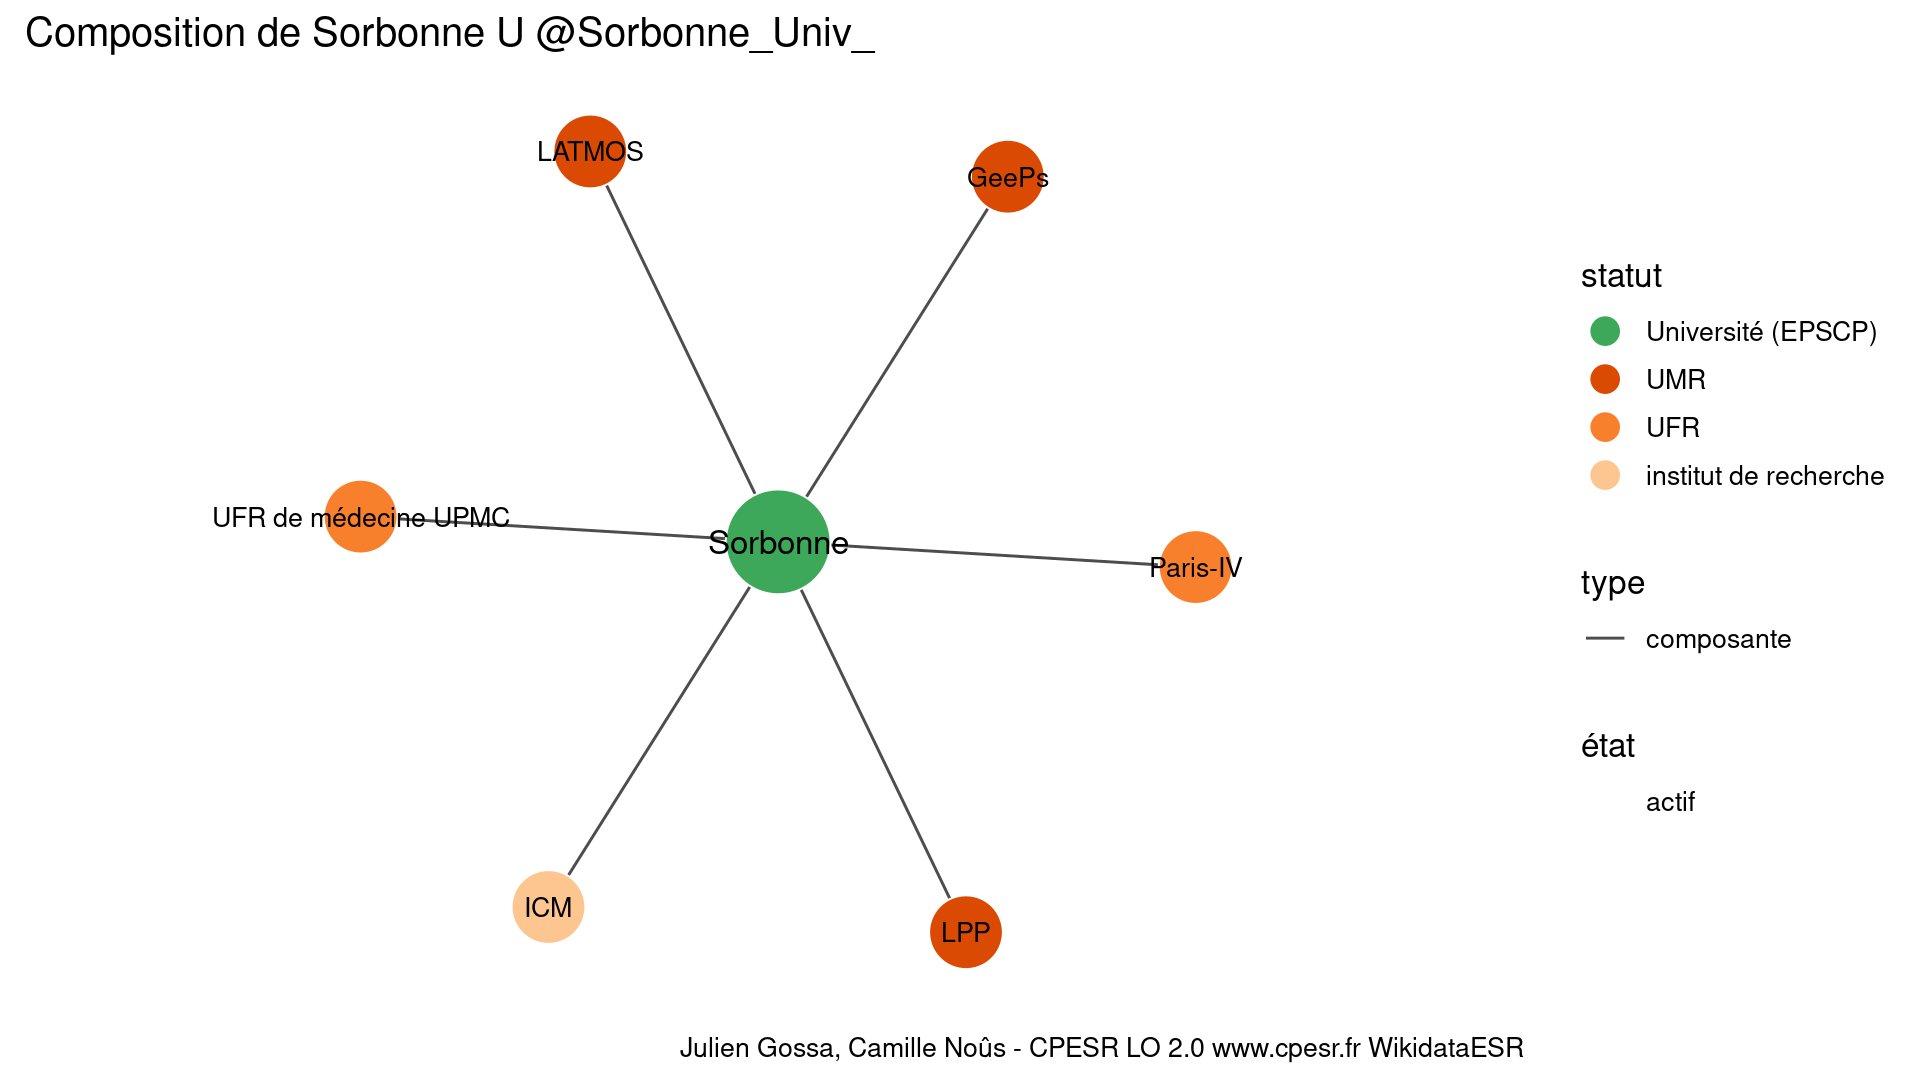 Composition de Sorbonne U @Sorbonne_Univ_
LATMOS
GeePs
UFR de médecine UPMC
Sorbonne
Paris-IV
ICM
LPP
statut
Université (EPSCP)
UMR
UFR
institut de recherche
type
composante
état
actif
Julien Gossa, Camille Noûs - CPESR LO 2.0 www.cpesr.fr WikidataESR